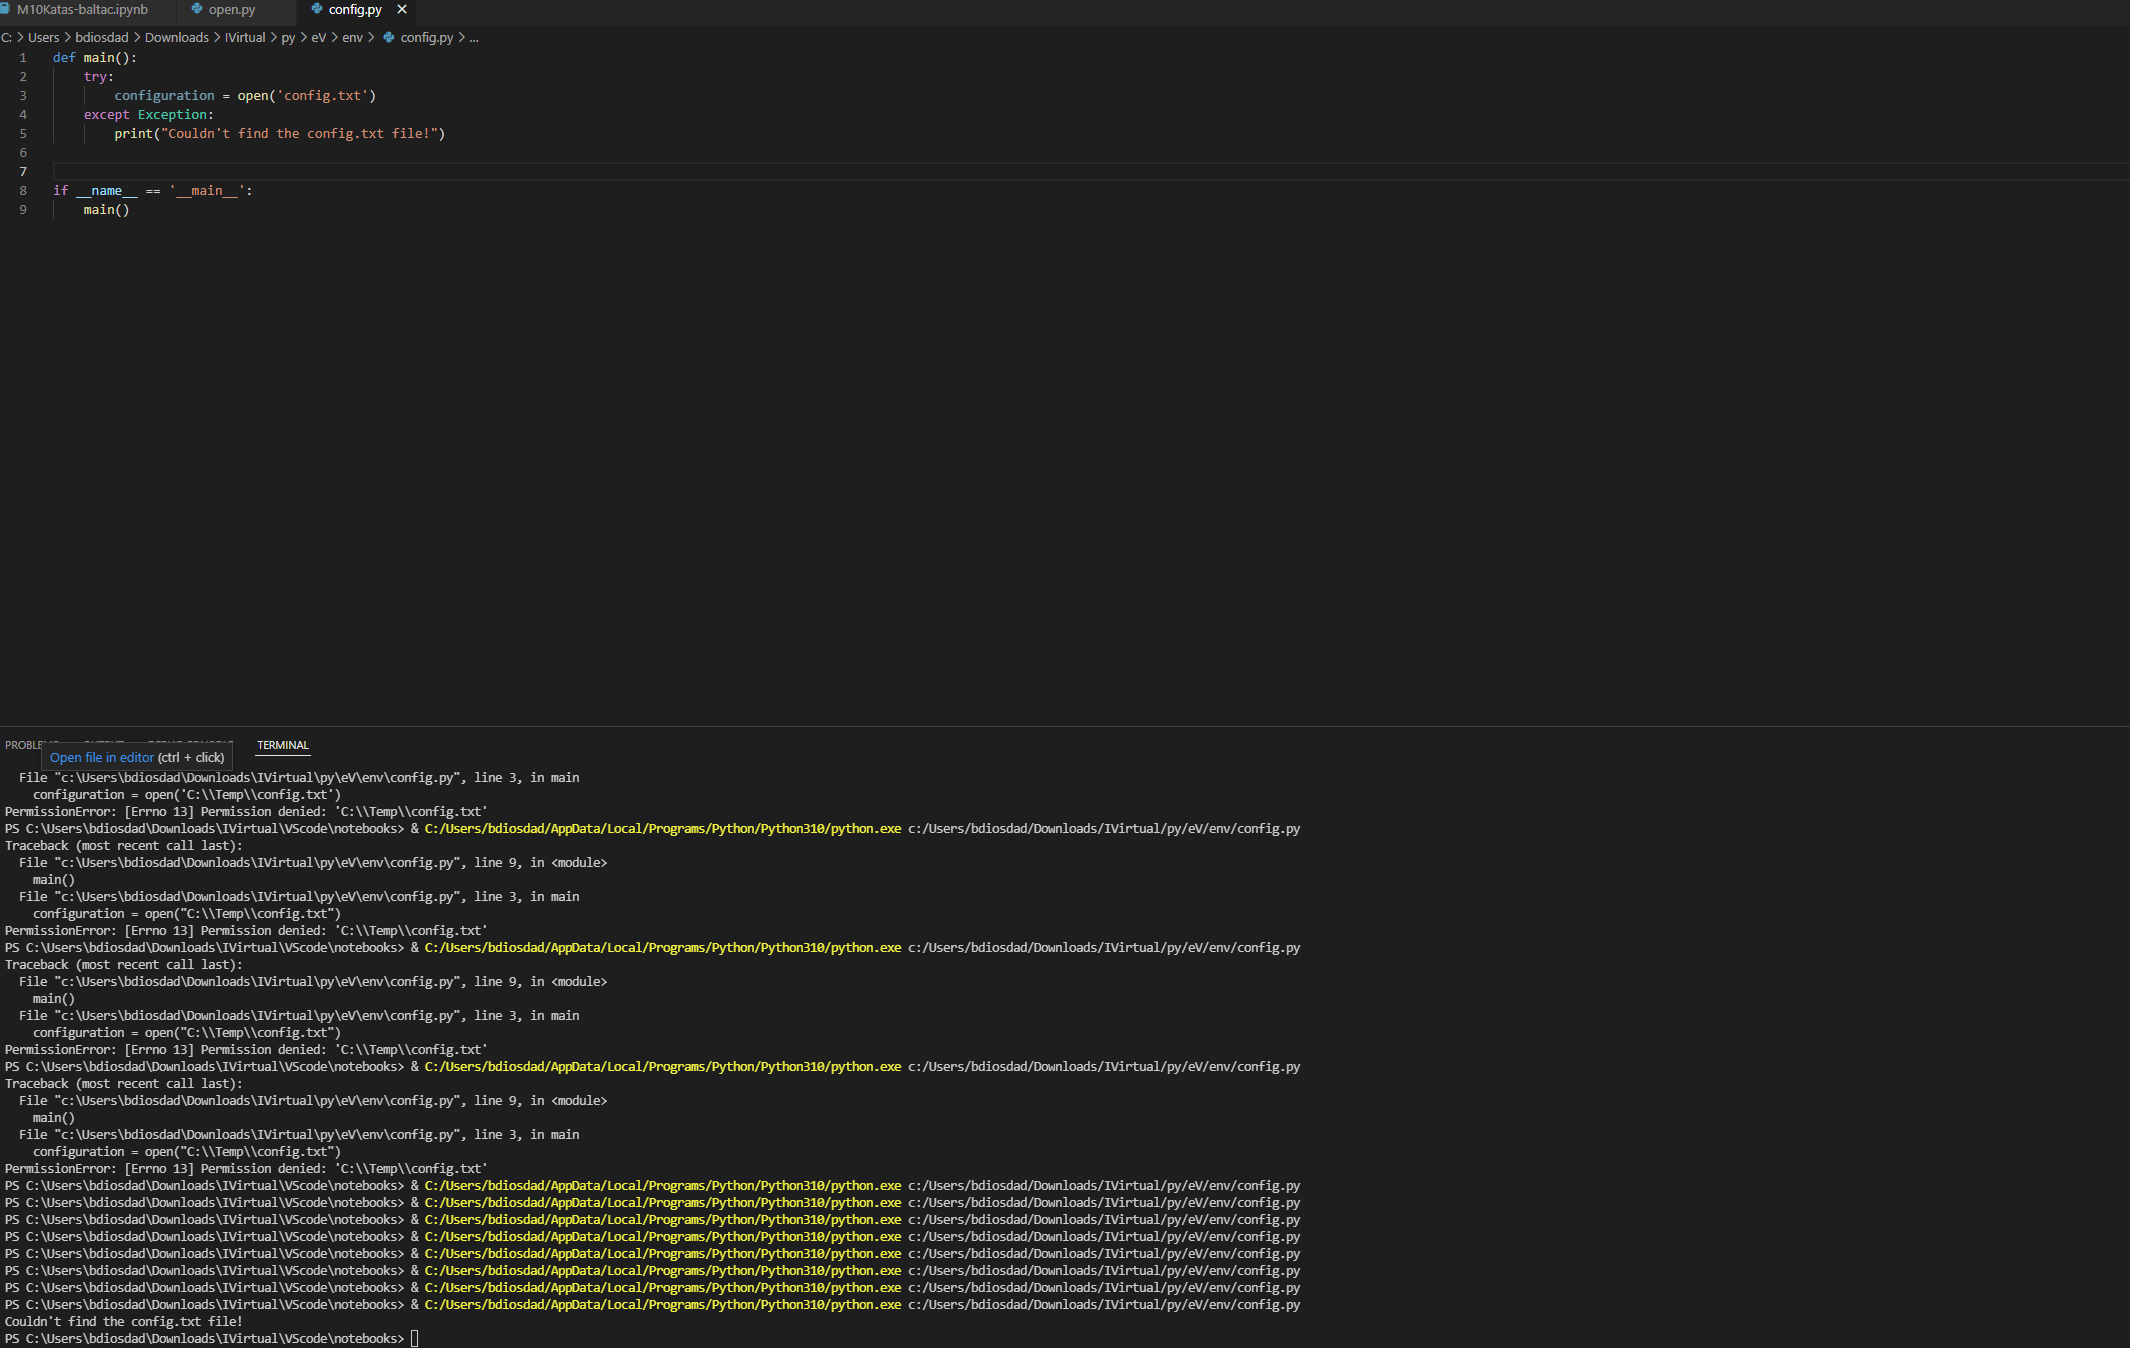 M10Katas-baltac.ipynb open.py config.py ×
C: > Users > bdiosdad > Downloads > IVirtual > py > eV > env > config.py > ...
1 def main():
2 try:
3 configuration = open('config.txt')
4 except Exception:
5 print("Couldn't find the config.txt file!")
6
7
8 if __name__ == '__main__':
9 main()
TERMINAL
Open file in editor (ctrl + click)
File "c:\Users\bdiosdad\Downloads\IVirtual\py\eV\env\config.py", line 3, in main
configuration = open('C:\\Temp\\config.txt')
PermissionError: [Errno 13] Permission denied: 'C:\\Temp\\config.txt'
PS C:\Users\bdiosdad\Downloads\IVirtual\VScode\notebooks> & C:/Users/bdiosdad/AppData/Local/Programs/Python/Python310/python.exe c:/Users/bdiosdad/Downloads/IVirtual/py/eV/env/config.py
Traceback (most recent call last):
File "c:\Users\bdiosdad\Downloads\IVirtual\py\eV\env\config.py", line 9, in <module>
main()
File "c:\Users\bdiosdad\Downloads\IVirtual\py\eV\env\config.py", line 3, in main
configuration = open("C:\\Temp\\config.txt")
PermissionError: [Errno 13] Permission denied: 'C:\\Temp\\config.txt'
PS C:\Users\bdiosdad\Downloads\IVirtual\VScode\notebooks> & C:/Users/bdiosdad/AppData/Local/Programs/Python/Python310/python.exe c:/Users/bdiosdad/Downloads/IVirtual/py/eV/env/config.py
Traceback (most recent call last):
File "c:\Users\bdiosdad\Downloads\IVirtual\py\eV\env\config.py", line 9, in <module>
main()
File "c:\Users\bdiosdad\Downloads\IVirtual\py\eV\env\config.py", line 3, in main
configuration = open("C:\\Temp\\config.txt")
PermissionError: [Errno 13] Permission denied: 'C:\\Temp\\config.txt'
PS C:\Users\bdiosdad\Downloads\IVirtual\VScode\notebooks> & C:/Users/bdiosdad/AppData/Local/Programs/Python/Python310/python.exe c:/Users/bdiosdad/Downloads/IVirtual/py/eV/env/config.py
Traceback (most recent call last):
File "c:\Users\bdiosdad\Downloads\IVirtual\py\eV\env\config.py", line 9, in <module>
main()
File "c:\Users\bdiosdad\Downloads\IVirtual\py\eV\env\config.py", line 3, in main
configuration = open("C:\\Temp\\config.txt")
PermissionError: [Errno 13] Permission denied: 'C:\\Temp\\config.txt'
PS C:\Users\bdiosdad\Downloads\IVirtual\VScode\notebooks> & C:/Users/bdiosdad/AppData/Local/Programs/Python/Python310/python.exe c:/Users/bdiosdad/Downloads/IVirtual/py/eV/env/config.py
PS C:\Users\bdiosdad\Downloads\IVirtual\VScode\notebooks> & C:/Users/bdiosdad/AppData/Local/Programs/Python/Python310/python.exe c:/Users/bdiosdad/Downloads/IVirtual/py/eV/env/config.py
PS C:\Users\bdiosdad\Downloads\IVirtual\VScode\notebooks> & C:/Users/bdiosdad/AppData/Local/Programs/Python/Python310/python.exe c:/Users/bdiosdad/Downloads/IVirtual/py/eV/env/config.py
PS C:\Users\bdiosdad\Downloads\IVirtual\VScode\notebooks> & C:/Users/bdiosdad/AppData/Local/Programs/Python/Python310/python.exe c:/Users/bdiosdad/Downloads/IVirtual/py/eV/env/config.py
PS C:\Users\bdiosdad\Downloads\IVirtual\VScode\notebooks> & C:/Users/bdiosdad/AppData/Local/Programs/Python/Python310/python.exe c:/Users/bdiosdad/Downloads/IVirtual/py/eV/env/config.py
PS C:\Users\bdiosdad\Downloads\IVirtual\VScode\notebooks> & C:/Users/bdiosdad/AppData/Local/Programs/Python/Python310/python.exe c:/Users/bdiosdad/Downloads/IVirtual/py/eV/env/config.py
PS C:\Users\bdiosdad\Downloads\IVirtual\VScode\notebooks> & C:/Users/bdiosdad/AppData/Local/Programs/Python/Python310/python.exe c:/Users/bdiosdad/Downloads/IVirtual/py/eV/env/config.py
PS C:\Users\bdiosdad\Downloads\IVirtual\VScode\notebooks> & C:/Users/bdiosdad/AppData/Local/Programs/Python/Python310/python.exe c:/Users/bdiosdad/Downloads/IVirtual/py/eV/env/config.py
Couldn't find the config.txt file!
PS C:\Users\bdiosdad\Downloads\IVirtual\VScode\notebooks>